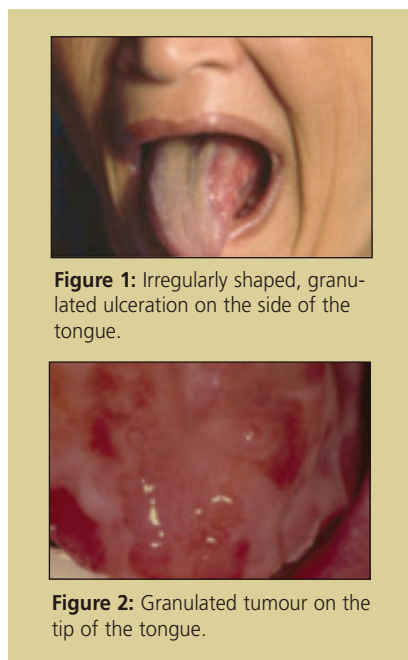 Figure 1: Irregularly shaped, granu-
lated ulceration on the side of the
tongue.
Figure 2: Granulated tumour on the
tip of the tongue.